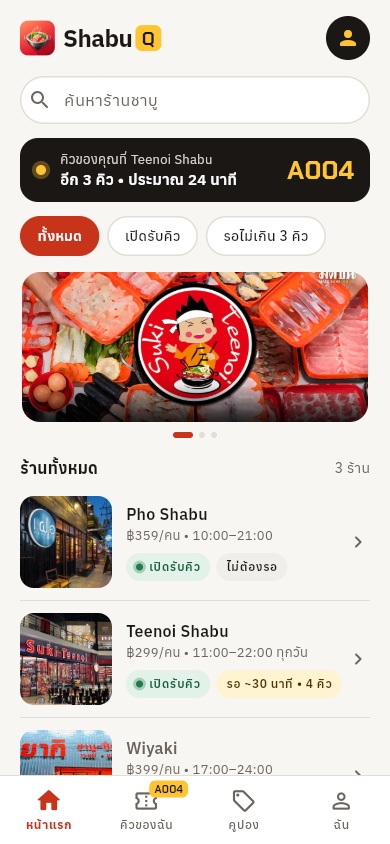 Shabu Q
ค้นหาร้านชาบู
คิวของคุณที่ Teenoi Shabu
อีก 3 คิว • ประมาณ 24 นาที
A004
ทั้งหมด
เปิดรับคิว
รอไม่เกิน 3 คิว
Suki Teenoi
ร้านทั้งหมด
3 ร้าน
Pho Shabu
฿359/คน • 10:00–21:00
เปิดรับคิว
ไม่ต้องรอ
Teenoi Shabu
฿299/คน • 11:00–22:00 ทุกวัน
เปิดรับคิว
รอ ~30 นาที • 4 คิว
Suki Teenoi
Wiyaki
฿399/คน • 17:00–24:00
A004
หน้าแรก
คิวของฉัน
คูปอง
ฉัน